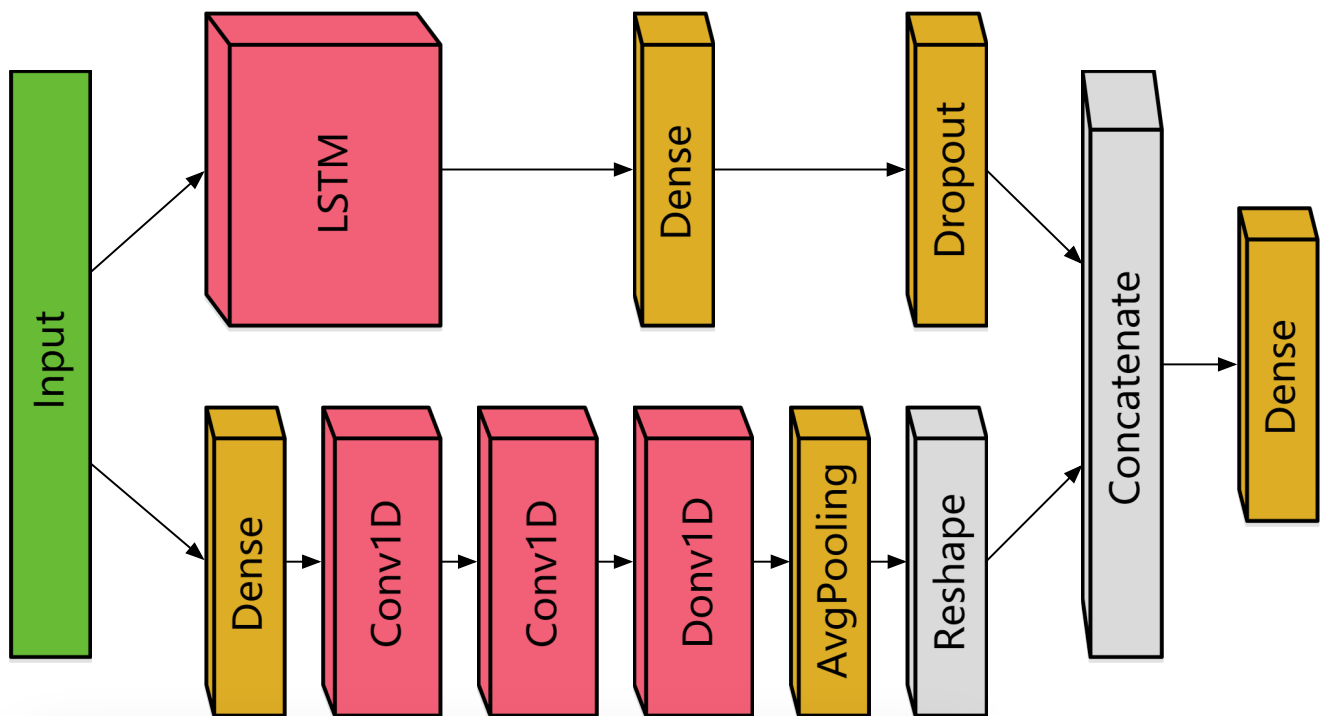 Input
LSTM
Dense
Dropout
Dense
Conv1D
Conv1D
Donv1D
AvgPooling
Reshape
Concatenate
Dense